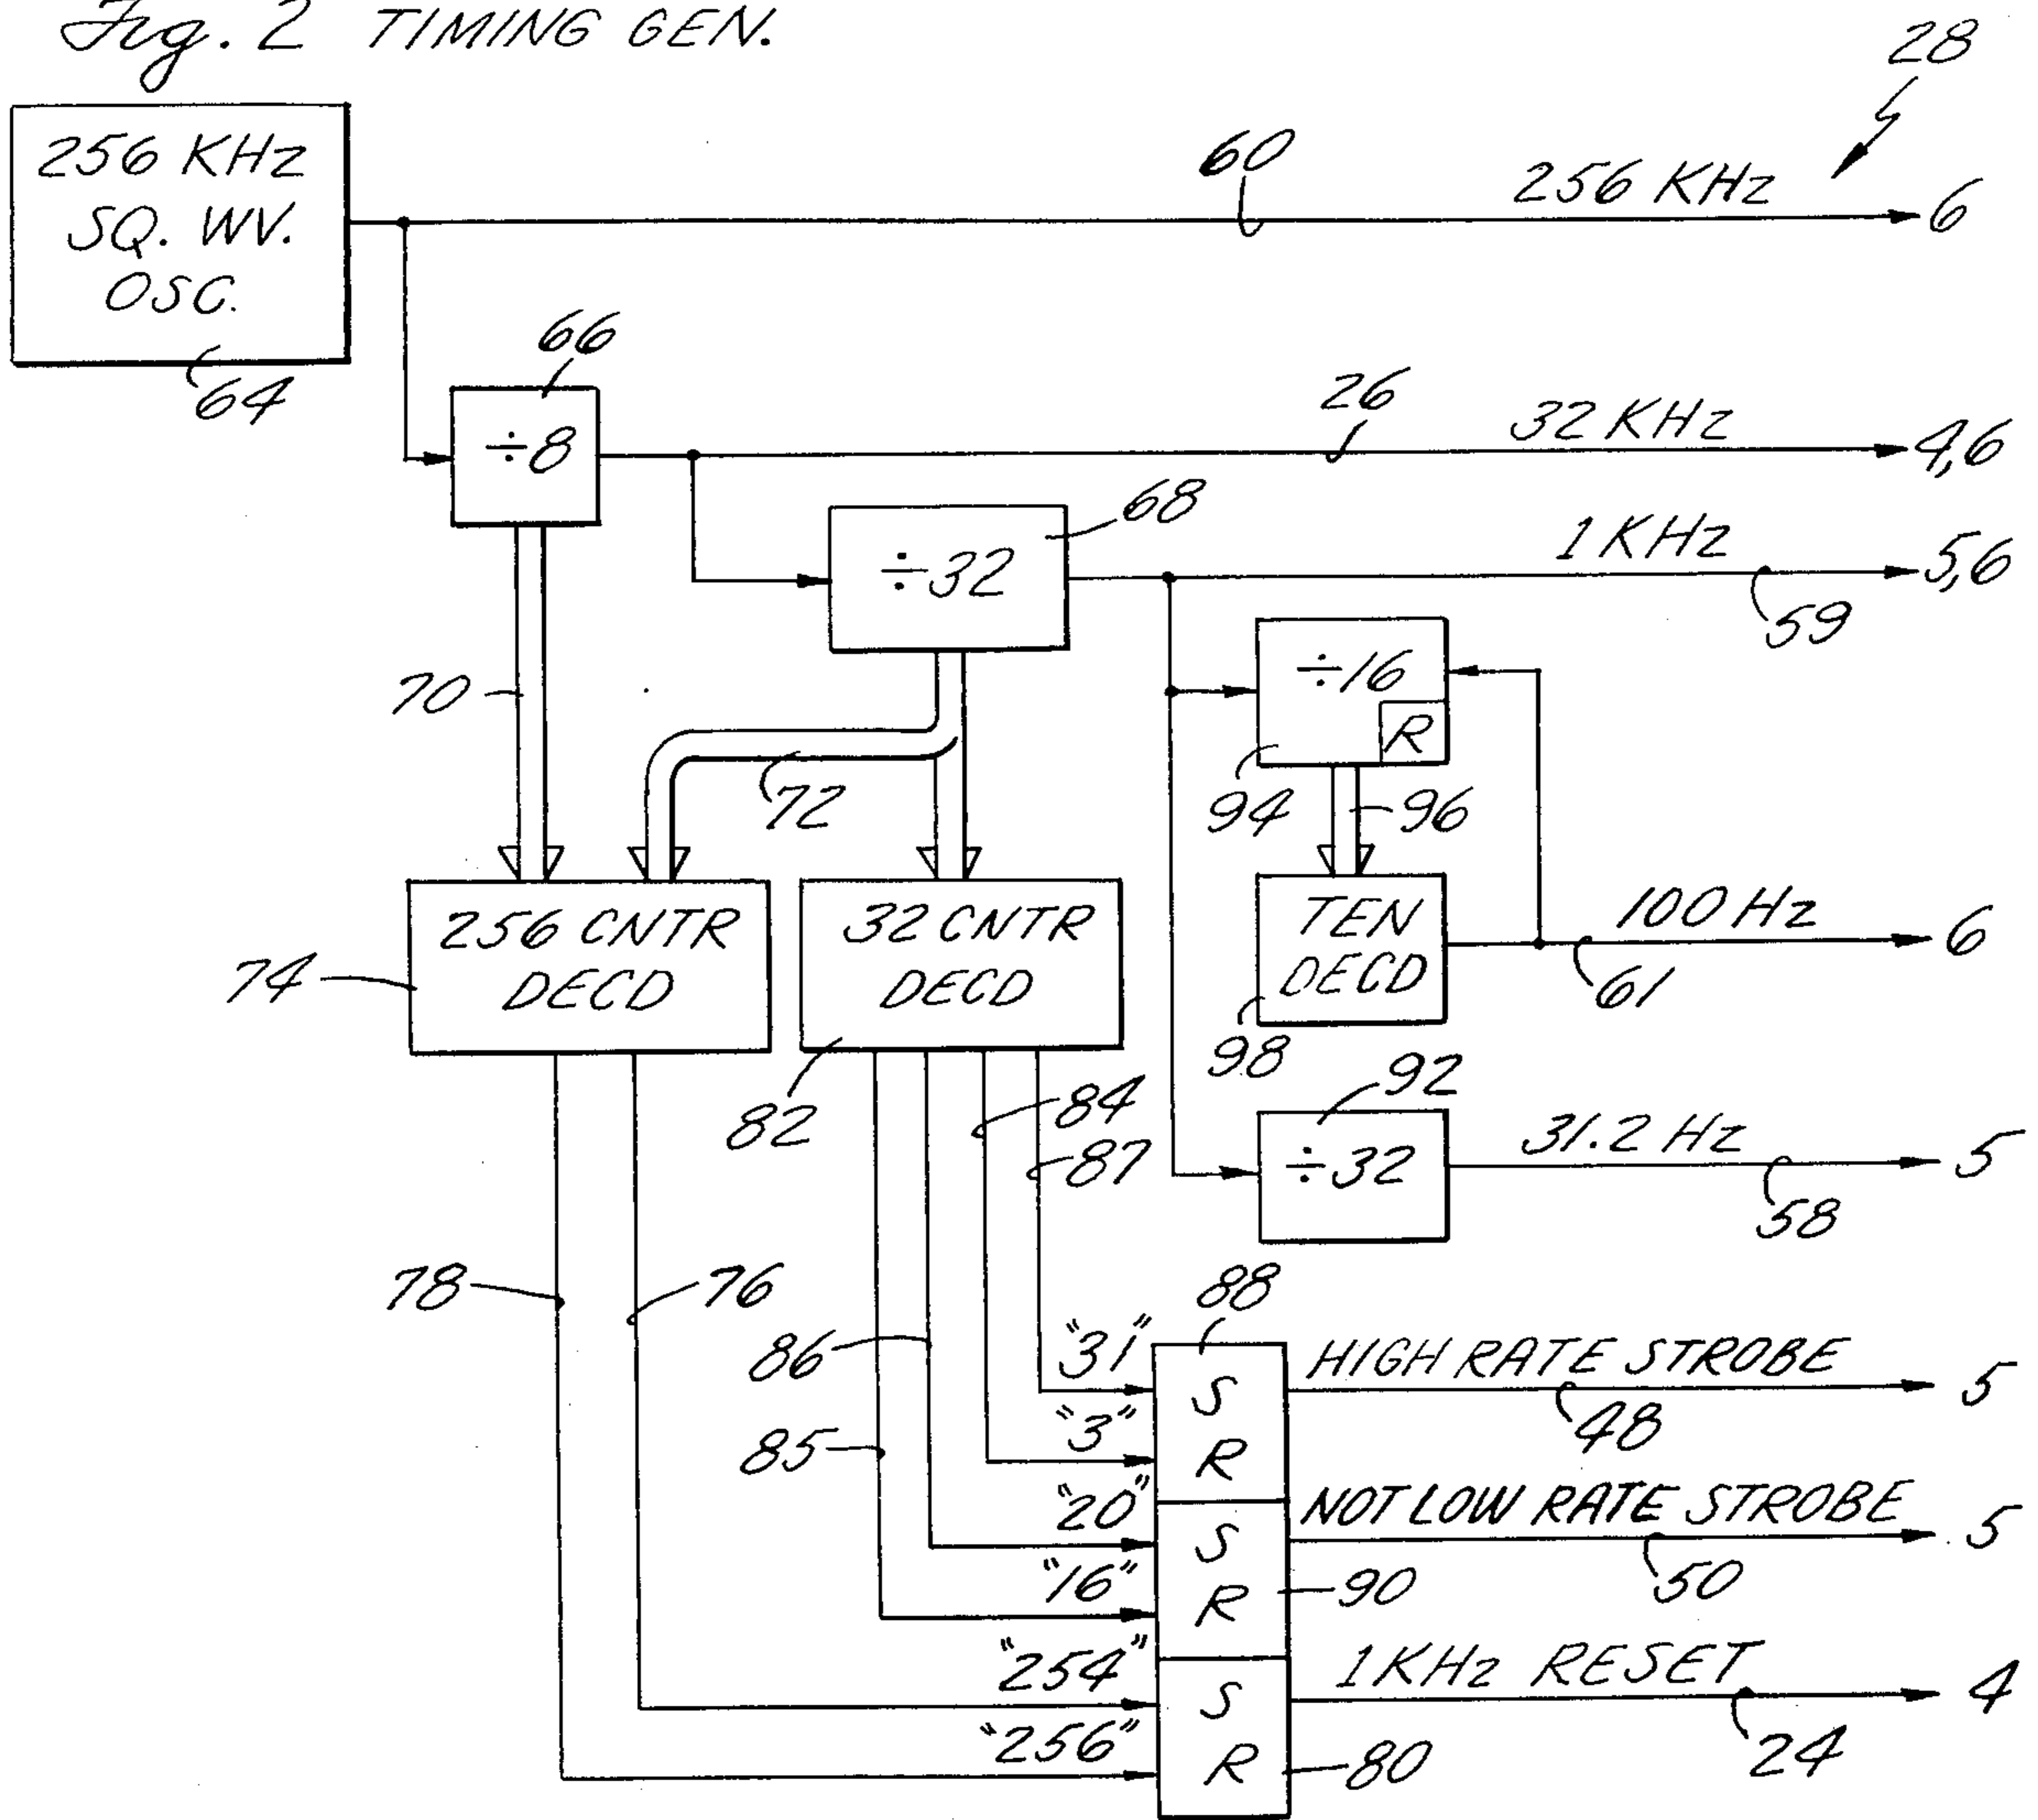 Fig. 2 TIMING GEN.
28
256 KHz
SQ. WV.
OSC.
64
60
256 KHz
6
66
÷8
26
32 KHz
4,6
68
÷32
1 KHz
5,6
59
70
72
÷16
R
94
96
74
256 CNTR
DECD
32 CNTR
DECD
82
TEN
DECD
98
100 Hz
6
61
84
87
92
÷32
31.2 Hz
5
58
78
76
86
85
88
"31"
S
HIGH RATE STROBE
5
48
"3"
R
"20"
S
NOT LOW RATE STROBE
5
50
"16"
R
90
"254"
S
1 KHz RESET
4
24
"256"
R
80